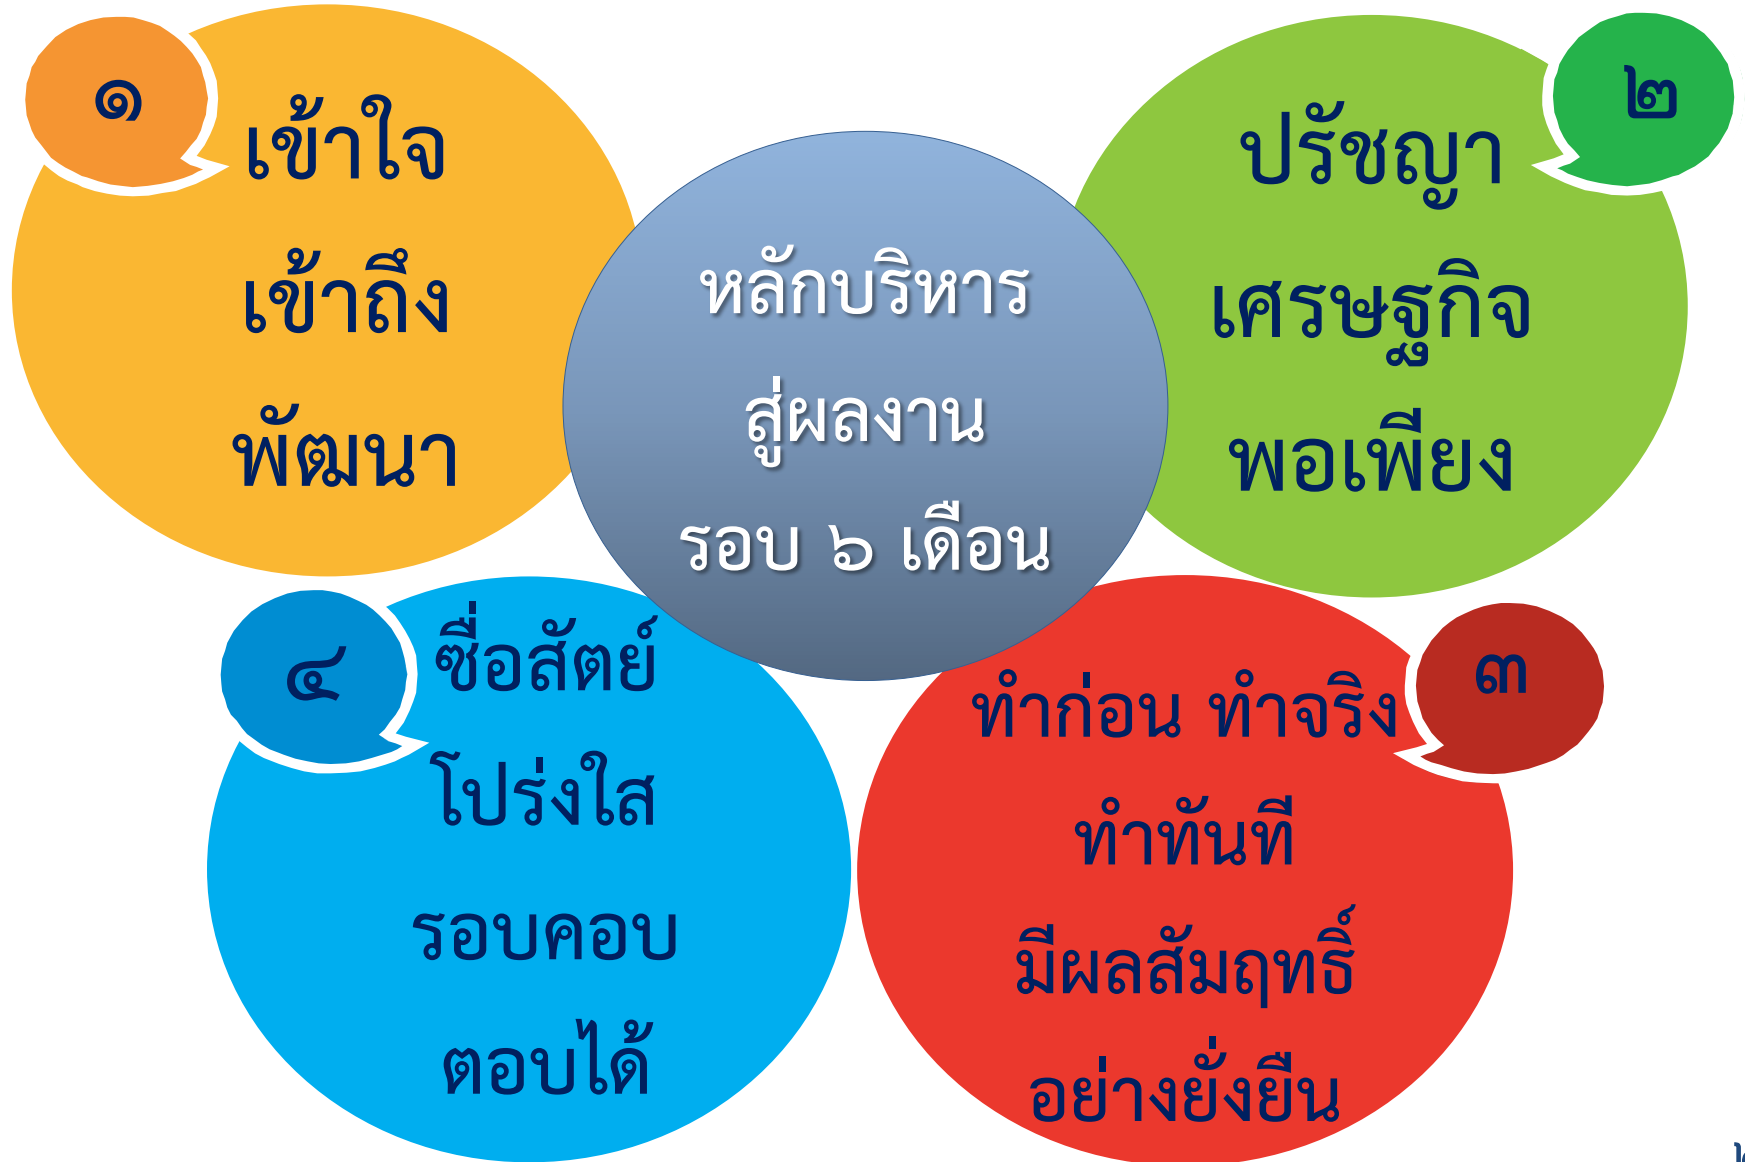 ๑
เข้าใจ
เข้าถึง
พัฒนา
๒
ปรัชญา
เศรษฐกิจ
พอเพียง
หลักบริหาร
สู่ผลงาน
รอบ ๖ เดือน
๓
ทำก่อน ทำจริง
ทำทันที
มีผลสัมฤทธิ์
อย่างยั่งยืน
๔
ซื่อสัตย์
โปร่งใส
รอบคอบ
ตอบได้